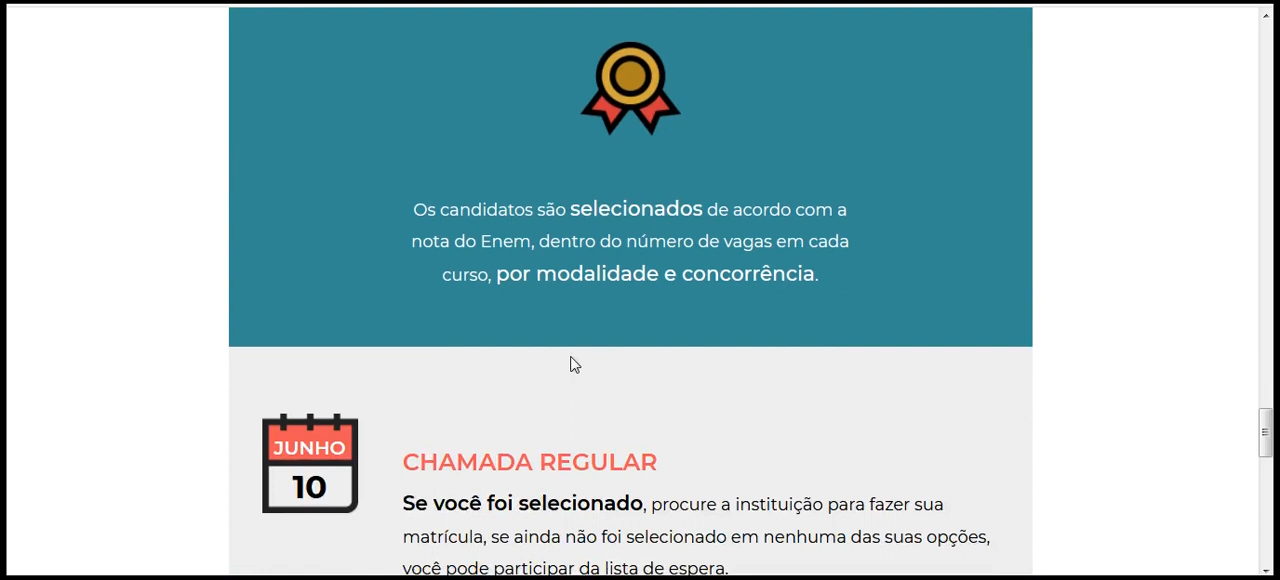 Os candidatos são selecionados de acordo com a
nota do Enem, dentro do número de vagas em cada
curso, por modalidade e concorrência.
JUNHO
10
CHAMADA REGULAR
Se você foi selecionado, procure a instituição para fazer sua
matrícula, se ainda não foi selecionado em nenhuma das suas opções,
você pode participar da lista de espera.